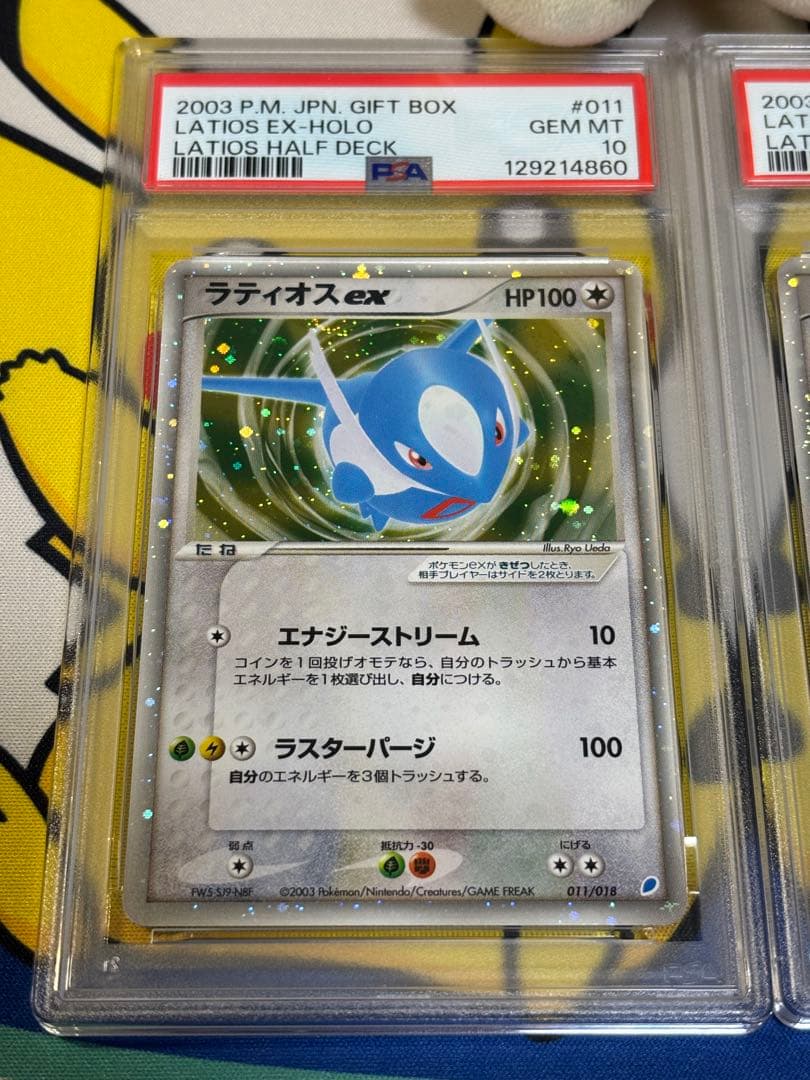 2003 P.M. JPN. GIFT BOX #011
LATIOS EX-HOLO GEM MT
LATIOS HALF DECK 10
PSA 129214860
2003
LAT
LAT
ラティオスex HP100
たね Illus.Ryo Ueda
ポケモンexがきぜつしたとき、
相手プレイヤーはサイドを2枚とります。
エナジーストリーム 10
コインを1回投げオモテなら、自分のトラッシュから基本
エネルギーを1枚選び出し、自分につける。
ラスターパージ 100
自分のエネルギーを3個トラッシュする。
弱点 抵抗力 -30 にげる
FW5-SJ9-N8F ©2003 Pokémon/Nintendo/Creatures/GAME FREAK 011/018